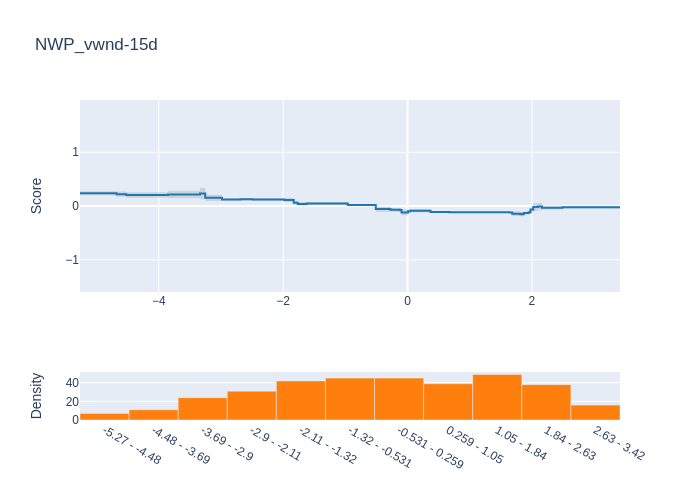 NWP_vwnd-15d
Score
1
0
−1
−4
−2
0
2
Density
40
20
0
-5.27 - -4.48
-4.48 - -3.69
-3.69 - -2.9
-2.9 - -2.11
-2.11 - -1.32
-1.32 - -0.531
-0.531 - 0.259
0.259 - 1.05
1.05 - 1.84
1.84 - 2.63
2.63 - 3.42